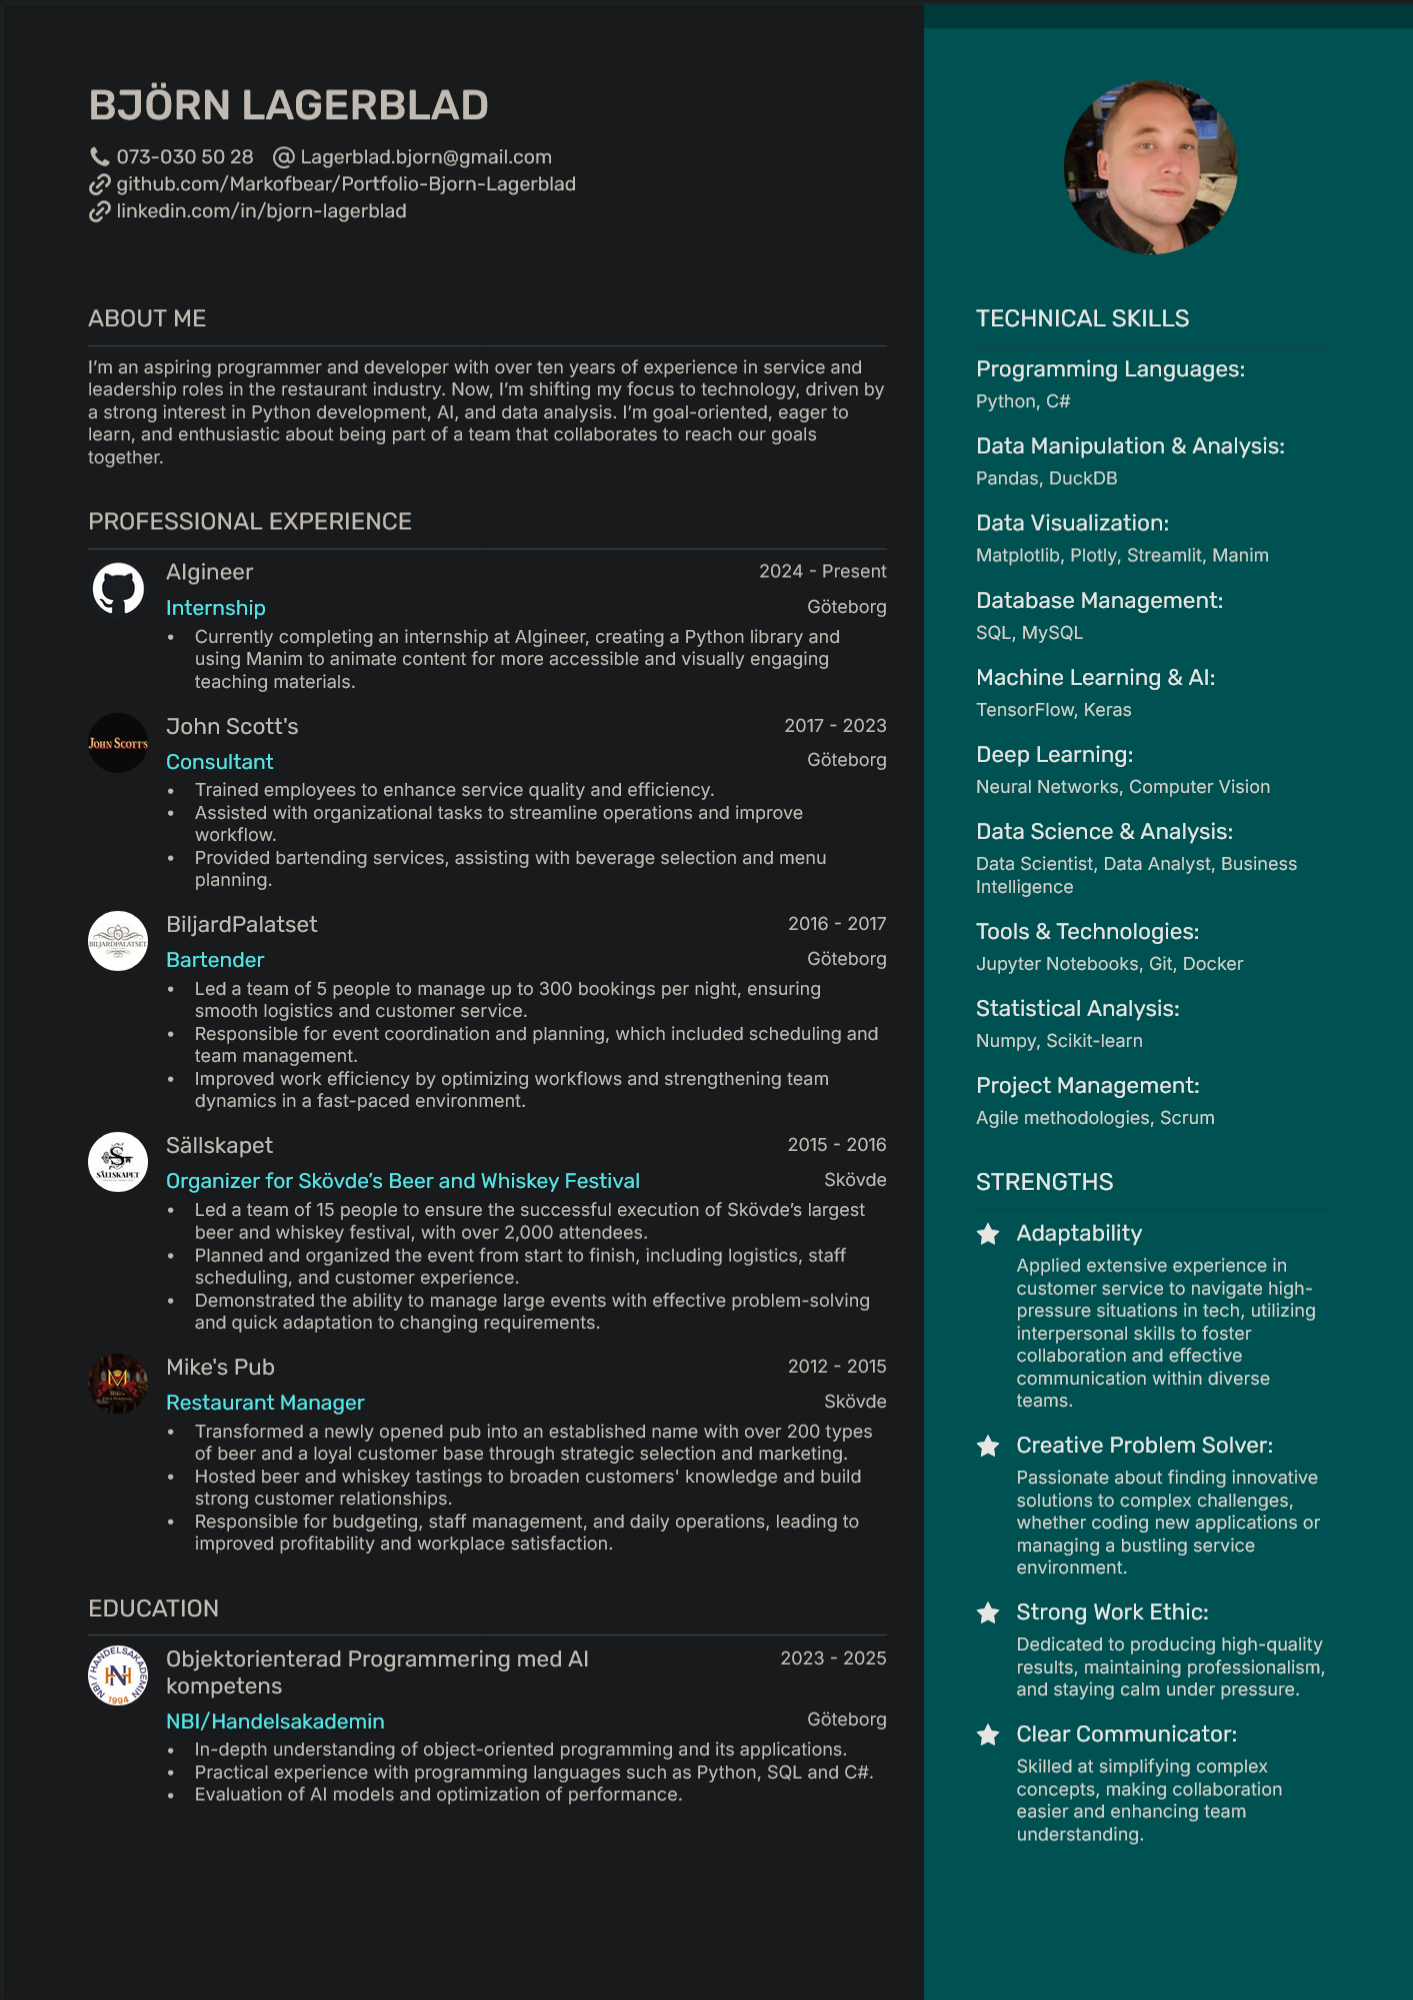 BJÖRN LAGERBLAD
073-030 50 28 Lagerblad.bjorn@gmail.com
github.com/Markofbear/Portfolio-Bjorn-Lagerblad
linkedin.com/in/bjorn-lagerblad
ABOUT ME
I’m an aspiring programmer and developer with over ten years of experience in service and
leadership roles in the restaurant industry. Now, I’m shifting my focus to technology, driven by
a strong interest in Python development, AI, and data analysis. I’m goal-oriented, eager to
learn, and enthusiastic about being part of a team that collaborates to reach our goals
together.
PROFESSIONAL EXPERIENCE
AIgineer 2024 - Present
Internship Göteborg
• Currently completing an internship at AIgineer, creating a Python library and
using Manim to animate content for more accessible and visually engaging
teaching materials.
JOHN SCOTT'S
John Scott's 2017 - 2023
Consultant Göteborg
• Trained employees to enhance service quality and efficiency.
• Assisted with organizational tasks to streamline operations and improve
workflow.
• Provided bartending services, assisting with beverage selection and menu
planning.
BILJARDPALATSET
BiljardPalatset 2016 - 2017
Bartender Göteborg
• Led a team of 5 people to manage up to 300 bookings per night, ensuring
smooth logistics and customer service.
• Responsible for event coordination and planning, which included scheduling and
team management.
• Improved work efficiency by optimizing workflows and strengthening team
dynamics in a fast-paced environment.
SÄLLSKAPET
Sällskapet 2015 - 2016
Organizer for Skövde’s Beer and Whiskey Festival Skövde
• Led a team of 15 people to ensure the successful execution of Skövde’s largest
beer and whiskey festival, with over 2,000 attendees.
• Planned and organized the event from start to finish, including logistics, staff
scheduling, and customer experience.
• Demonstrated the ability to manage large events with effective problem-solving
and quick adaptation to changing requirements.
Mike's
Mike's Pub 2012 - 2015
Restaurant Manager Skövde
• Transformed a newly opened pub into an established name with over 200 types
of beer and a loyal customer base through strategic selection and marketing.
• Hosted beer and whiskey tastings to broaden customers' knowledge and build
strong customer relationships.
• Responsible for budgeting, staff management, and daily operations, leading to
improved profitability and workplace satisfaction.
EDUCATION
NBI / HANDELSAKADEMIN
1994
Objektorienterad Programmering med AI 2023 - 2025
kompetens
NBI/Handelsakademin Göteborg
• In-depth understanding of object-oriented programming and its applications.
• Practical experience with programming languages such as Python, SQL and C#.
• Evaluation of AI models and optimization of performance.
TECHNICAL SKILLS
Programming Languages:
Python, C#
Data Manipulation & Analysis:
Pandas, DuckDB
Data Visualization:
Matplotlib, Plotly, Streamlit, Manim
Database Management:
SQL, MySQL
Machine Learning & AI:
TensorFlow, Keras
Deep Learning:
Neural Networks, Computer Vision
Data Science & Analysis:
Data Scientist, Data Analyst, Business
Intelligence
Tools & Technologies:
Jupyter Notebooks, Git, Docker
Statistical Analysis:
Numpy, Scikit-learn
Project Management:
Agile methodologies, Scrum
STRENGTHS
Adaptability
Applied extensive experience in
customer service to navigate high-
pressure situations in tech, utilizing
interpersonal skills to foster
collaboration and effective
communication within diverse
teams.
Creative Problem Solver:
Passionate about finding innovative
solutions to complex challenges,
whether coding new applications or
managing a bustling service
environment.
Strong Work Ethic:
Dedicated to producing high-quality
results, maintaining professionalism,
and staying calm under pressure.
Clear Communicator:
Skilled at simplifying complex
concepts, making collaboration
easier and enhancing team
understanding.